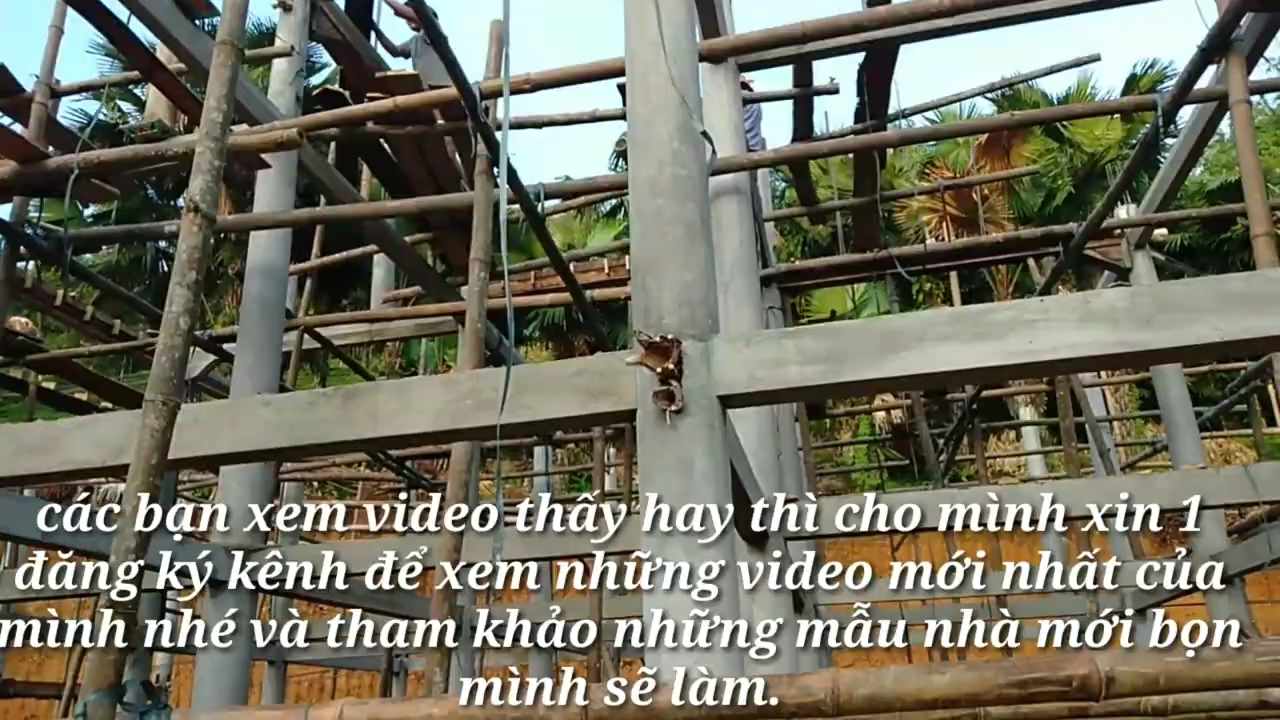 các bạn xem video thấy hay thì cho mình xin 1
đăng ký kênh để xem những video mới nhất của
mình nhé và tham khảo những mẫu nhà mới bọn
mình sẽ làm.